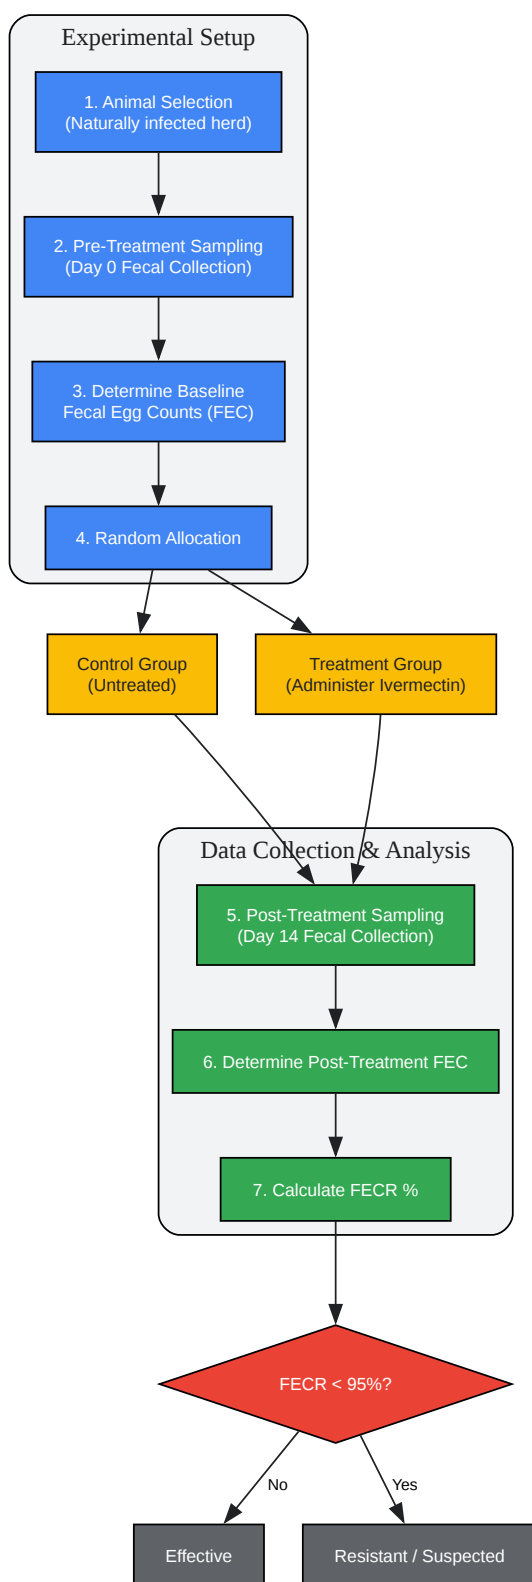 Experimental Setup
1. Animal Selection
(Naturally infected herd)
2. Pre-Treatment Sampling
(Day 0 Fecal Collection)
3. Determine Baseline
Fecal Egg Counts (FEC)
4. Random Allocation
Control Group
(Untreated)
Treatment Group
(Administer Ivermectin)
Data Collection & Analysis
5. Post-Treatment Sampling
(Day 14 Fecal Collection)
6. Determine Post-Treatment FEC
7. Calculate FECR %
FECR < 95%?
No
Yes
Effective
Resistant / Suspected